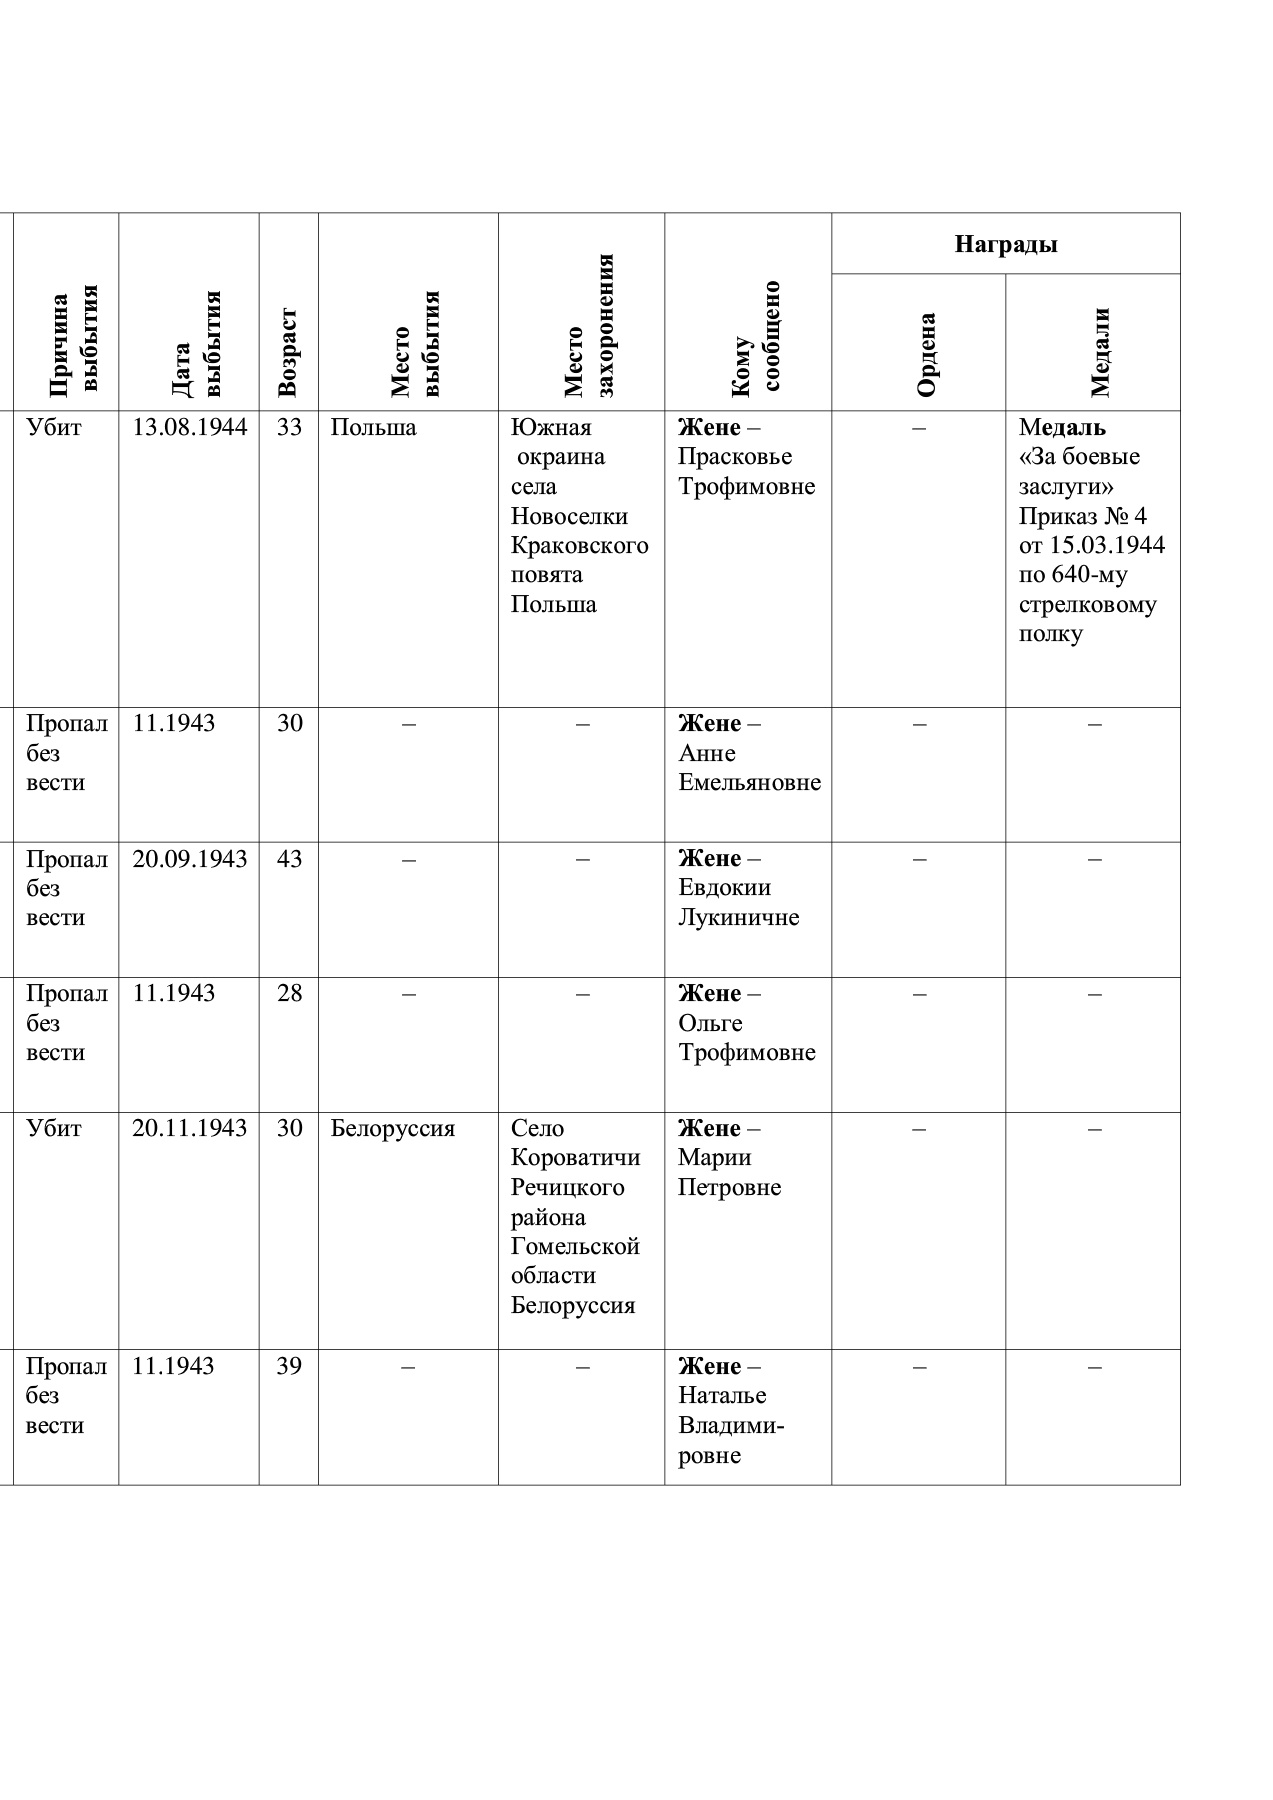 Причина
выбытия
Дата
выбытия
Возраст
Место
выбытия
Место
захоронения
Кому
сообщено
Награды
Ордена
Медали
Убит
13.08.1944
33
Польша
Южная
окраина
села
Новоселки
Краковского
повята
Польша
Жене –
Прасковье
Трофимовне
–
Медаль
«За боевые
заслуги»
Приказ № 4
от 15.03.1944
по 640-му
стрелковому
полку
Пропал
без
вести
11.1943
30
–
–
Жене –
Анне
Емельяновне
–
–
Пропал
без
вести
20.09.1943
43
–
–
Жене –
Евдокии
Лукиничне
–
–
Пропал
без
вести
11.1943
28
–
–
Жене –
Ольге
Трофимовне
–
–
Убит
20.11.1943
30
Белоруссия
Село
Короватичи
Речицкого
района
Гомельской
области
Белоруссия
Жене –
Марии
Петровне
–
–
Пропал
без
вести
11.1943
39
–
–
Жене –
Наталье
Владими-
ровне
–
–